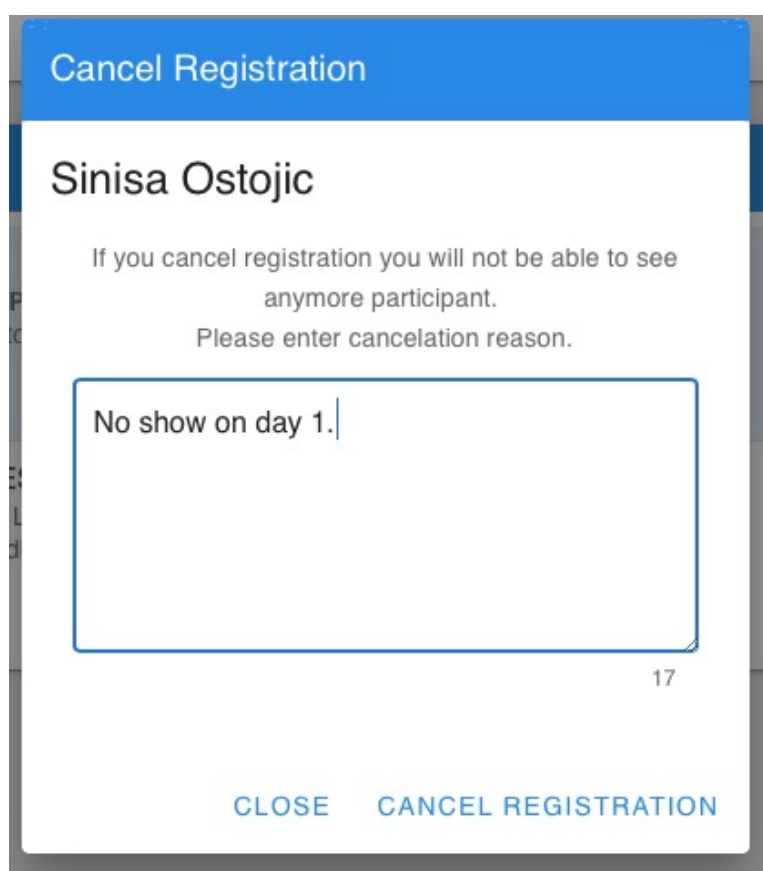 Cancel Registration
Sinisa Ostojic
If you cancel registration you will not be able to see
anymore participant.
Please enter cancelation reason.
No show on day 1.
17
CLOSE CANCEL REGISTRATION